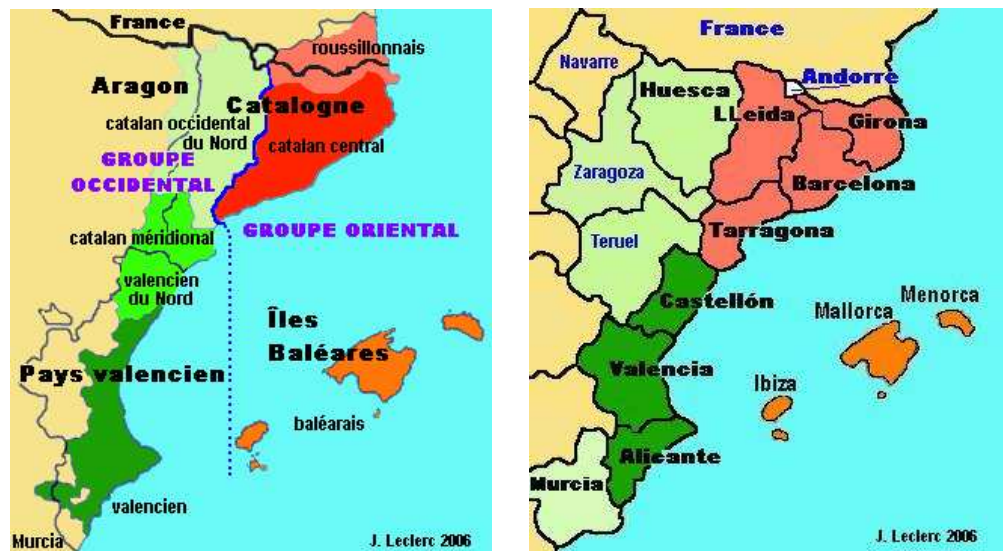 France
roussillonnais
Aragon
Catalogne
catalan occidental
du Nord
catalan central
GROUPE
OCCIDENTAL
GROUPE ORIENTAL
catalan méridional
valencien
du Nord
Îles
Baléares
Pays valencien
baléarais
valencien
Murcia
J. Leclerc 2006
France
Navarre
Andorre
Huesca
LLeida
Girona
Zaragoza
Barcelona
Tarragona
Teruel
Castellón
Menorca
Mallorca
València
Ibiza
Alicante
Murcia
J. Leclerc 2006